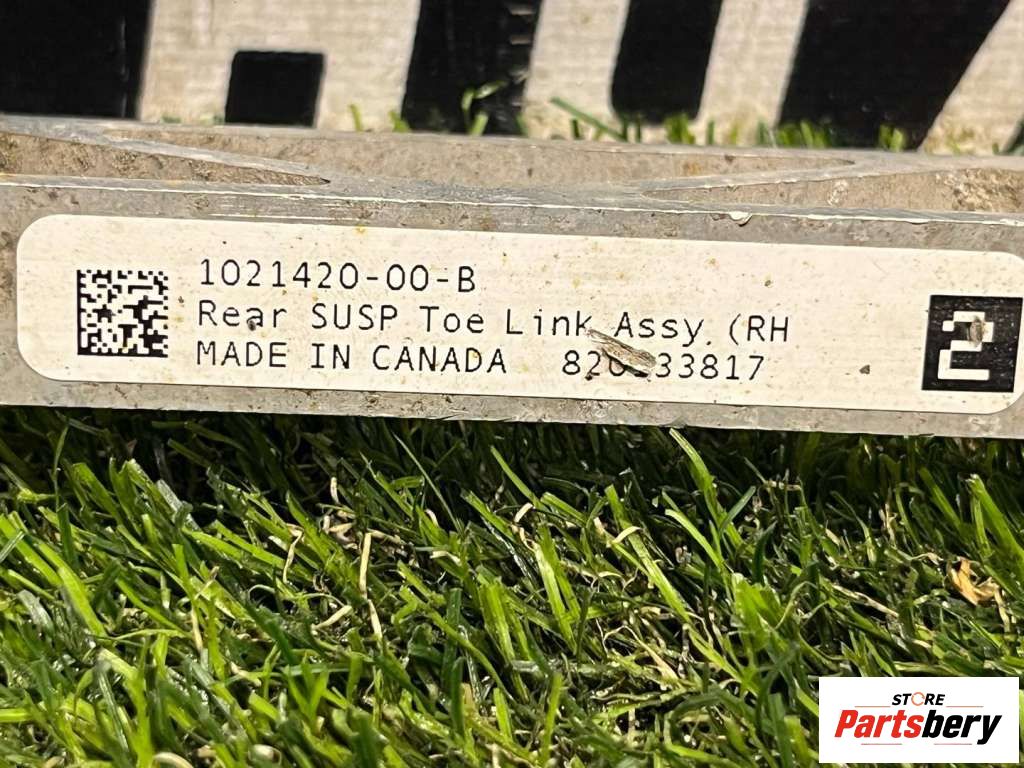 1021420-00-B
Rear SUSP Toe Link Assy, (RH
MADE IN CANADA
2
STORE
Partsbery